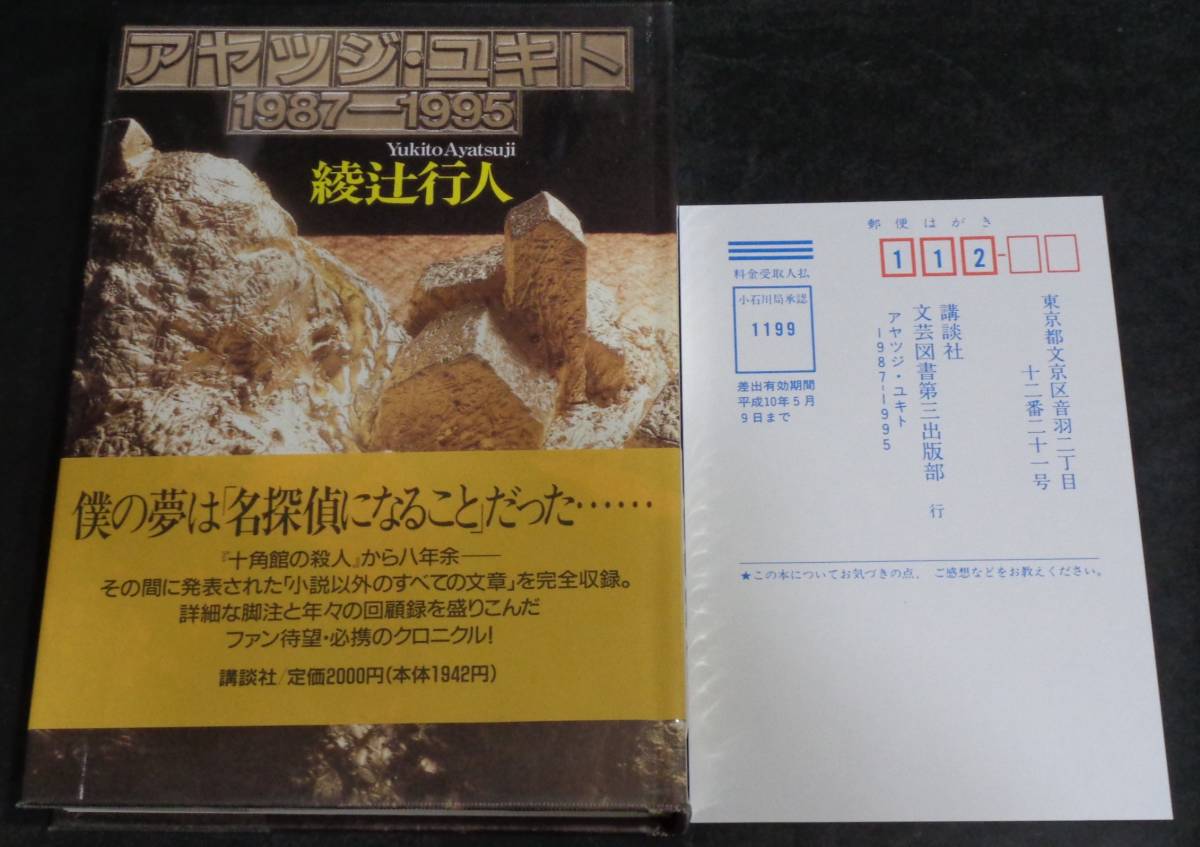 アヤツジ・ユキト
1987—1995
Yukito Ayatsuji
綾辻行人
僕の夢は「名探偵になること」だった……
『十角館の殺人』から八年余——
その間に発表された「小説以外のすべての文章」を完全収録。
詳細な脚注と年々の回顧録を盛りこんだ
ファン待望・必携のクロニクル!
講談社/定価2000円(本体1942円)
郵便はがき
112-
料金受取人払
小石川局承認
1199
差出有効期間
平成10年5月
9日まで
東京都文京区音羽二丁目
十二番二十一号
講談社
文芸図書第三出版部 行
アヤツジ・ユキト
1987-1995
★この本についてお気づきの点、ご感想などをお教えください。